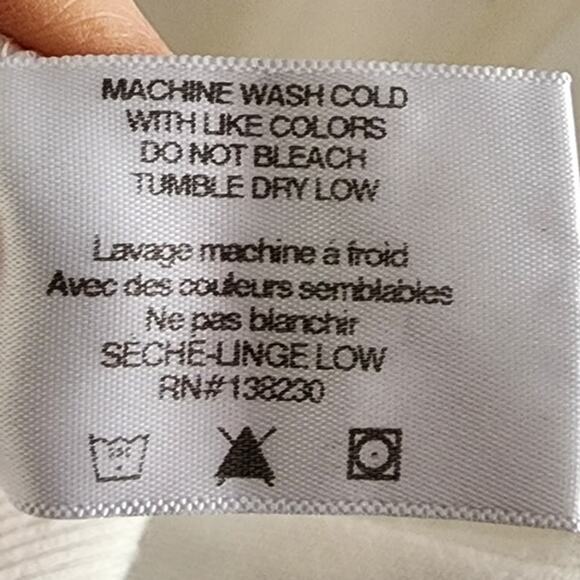 MACHINE WASH COLD
WITH LIKE COLORS
DO NOT BLEACH
TUMBLE DRY LOW
Lavage machine à froid
Avec des couleurs semblables
Ne pas blanchir
SECHE-LINGE LOW
RN#138230